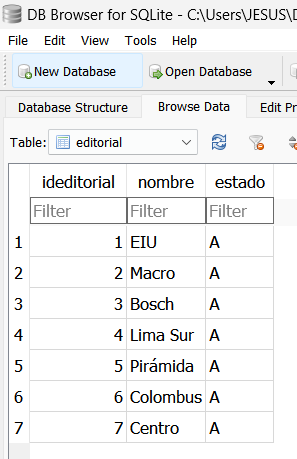 DB Browser for SQLite - C:\Users\JESUS\D
File Edit View Tools Help
New Database Open Database
Database Structure Browse Data Edit Pr
Table: editorial
ideditorial nombre estado
Filter Filter Filter
1 1 EIU A
2 2 Macro A
3 3 Bosch A
4 4 Lima Sur A
5 5 Pirámida A
6 6 Colombus A
7 7 Centro A